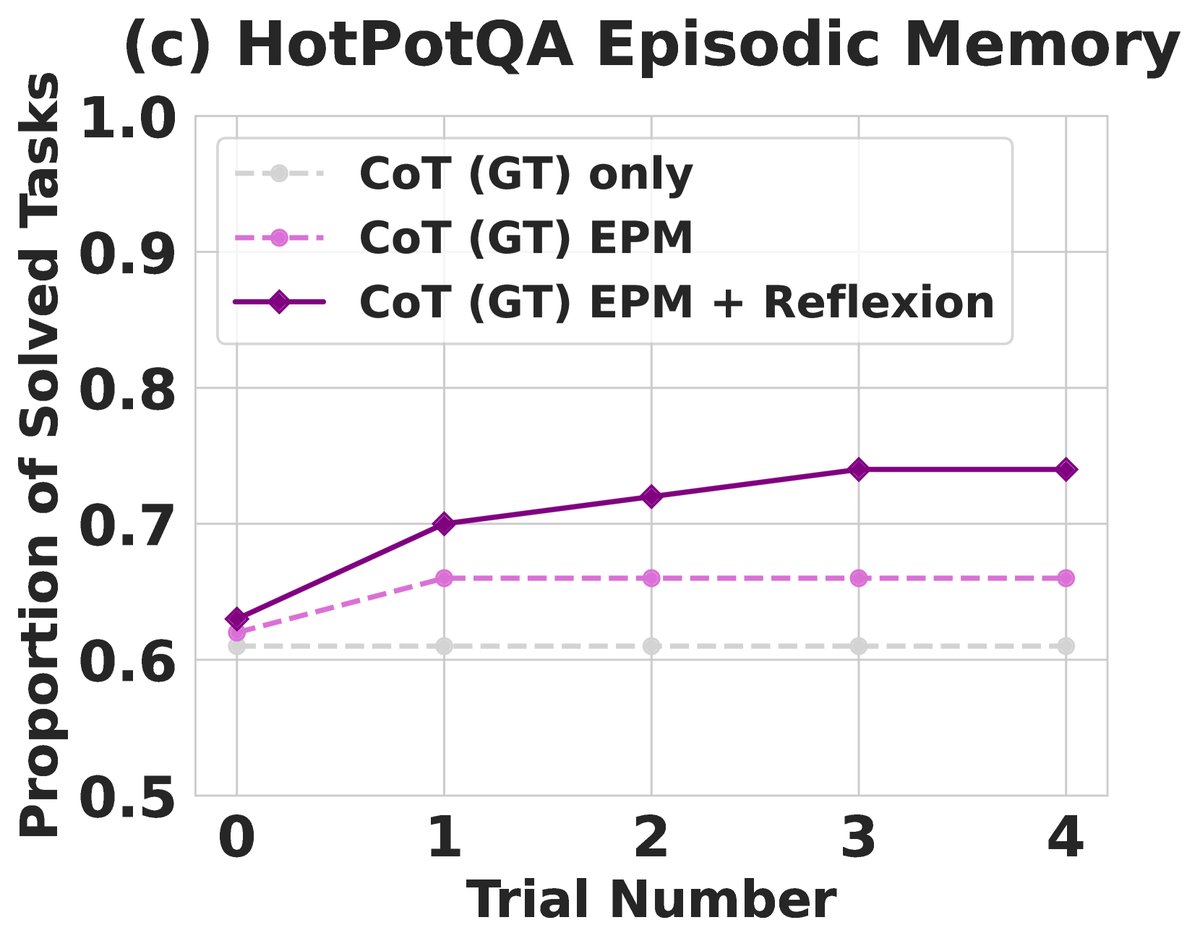 (c) HotPotQA Episodic Memory
Proportion of Solved Tasks
1.0
0.9
0.8
0.7
0.6
0.5
CoT (GT) only
CoT (GT) EPM
CoT (GT) EPM + Reflexion
0 1 2 3 4
Trial Number